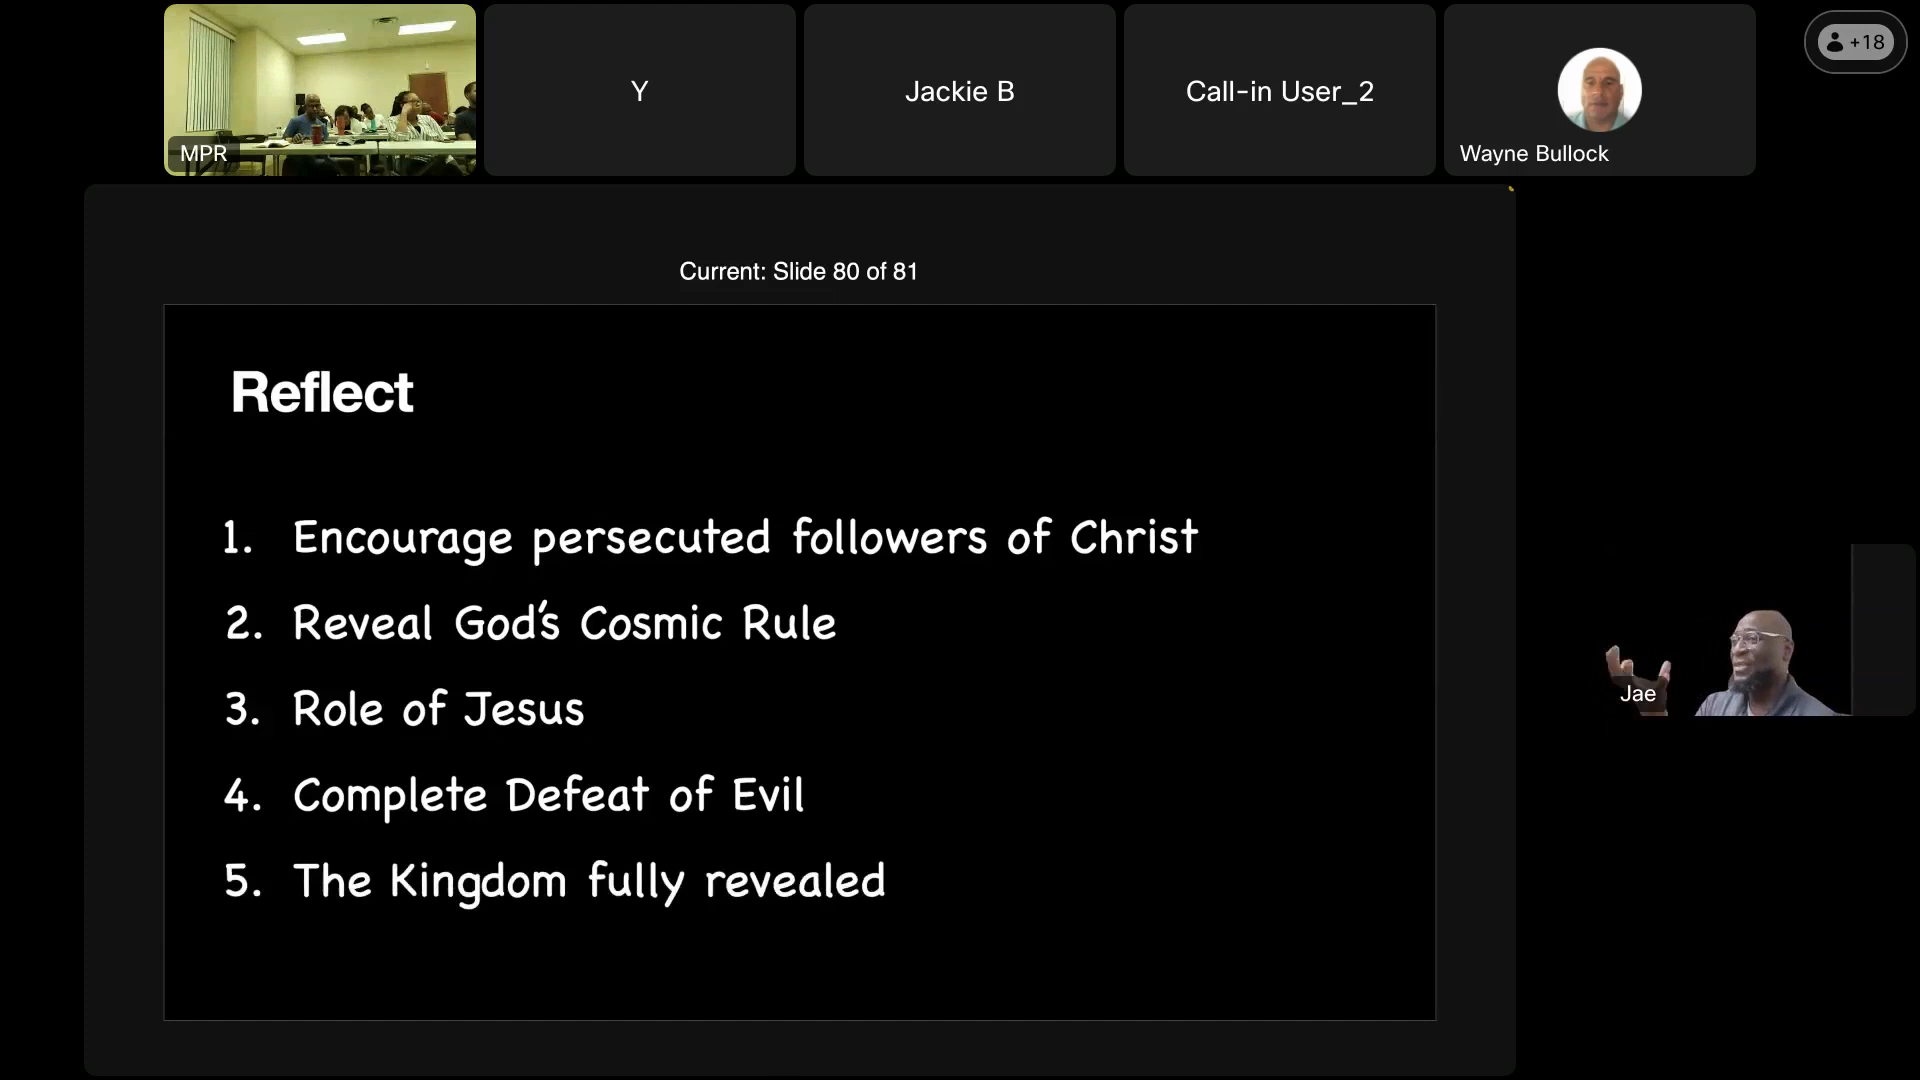 MPR
Y
Jackie B
Call-in User_2
Wayne Bullock
+18
Current: Slide 80 of 81
Reflect
1. Encourage persecuted followers of Christ
2. Reveal God's Cosmic Rule
3. Role of Jesus
4. Complete Defeat of Evil
5. The Kingdom fully revealed
Jae